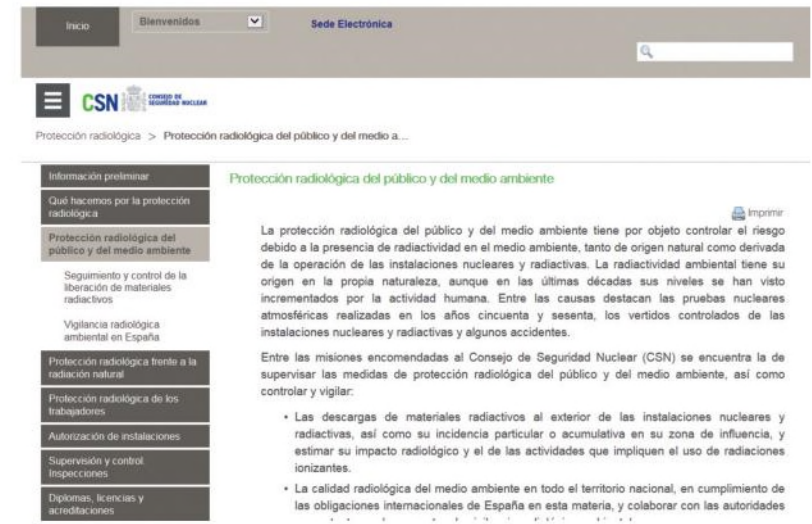 Inicio
Bienvenidos
Sede Electrónica
CSN
CONSEJO DE
SEGURIDAD NUCLEAR
Protección radiológica > Protección radiológica del público y del medio a...
Información preliminar
Qué hacemos por la protección
radiológica
Protección radiológica del
público y del medio ambiente
Seguimiento y control de la
liberación de materiales
radiactivos
Vigilancia radiológica
ambiental en España
Protección radiológica frente a la
radiación natural
Protección radiológica de los
trabajadores
Autorización de instalaciones
Supervisión y control.
Inspecciones
Diplomas, licencias y
acreditaciones
Protección radiológica del público y del medio ambiente
Imprimir
La protección radiológica del público y del medio ambiente tiene por objeto controlar el riesgo
debido a la presencia de radiactividad en el medio ambiente, tanto de origen natural como derivada
de la operación de las instalaciones nucleares y radiactivas. La radiactividad ambiental tiene su
origen en la propia naturaleza, aunque en las últimas décadas sus niveles se han visto
incrementados por la actividad humana. Entre las causas destacan las pruebas nucleares
atmosféricas realizadas en los años cincuenta y sesenta, los vertidos controlados de las
instalaciones nucleares y radiactivas y algunos accidentes.
Entre las misiones encomendadas al Consejo de Seguridad Nuclear (CSN) se encuentra la de
supervisar las medidas de protección radiológica del público y del medio ambiente, así como
controlar y vigilar:
• Las descargas de materiales radiactivos al exterior de las instalaciones nucleares y
radiactivas, así como su incidencia particular o acumulativa en su zona de influencia, y
estimar su impacto radiológico y el de las actividades que impliquen el uso de radiaciones
ionizantes.
• La calidad radiológica del medio ambiente en todo el territorio nacional, en cumplimiento de
las obligaciones internacionales de España en esta materia, y colaborar con las autoridades